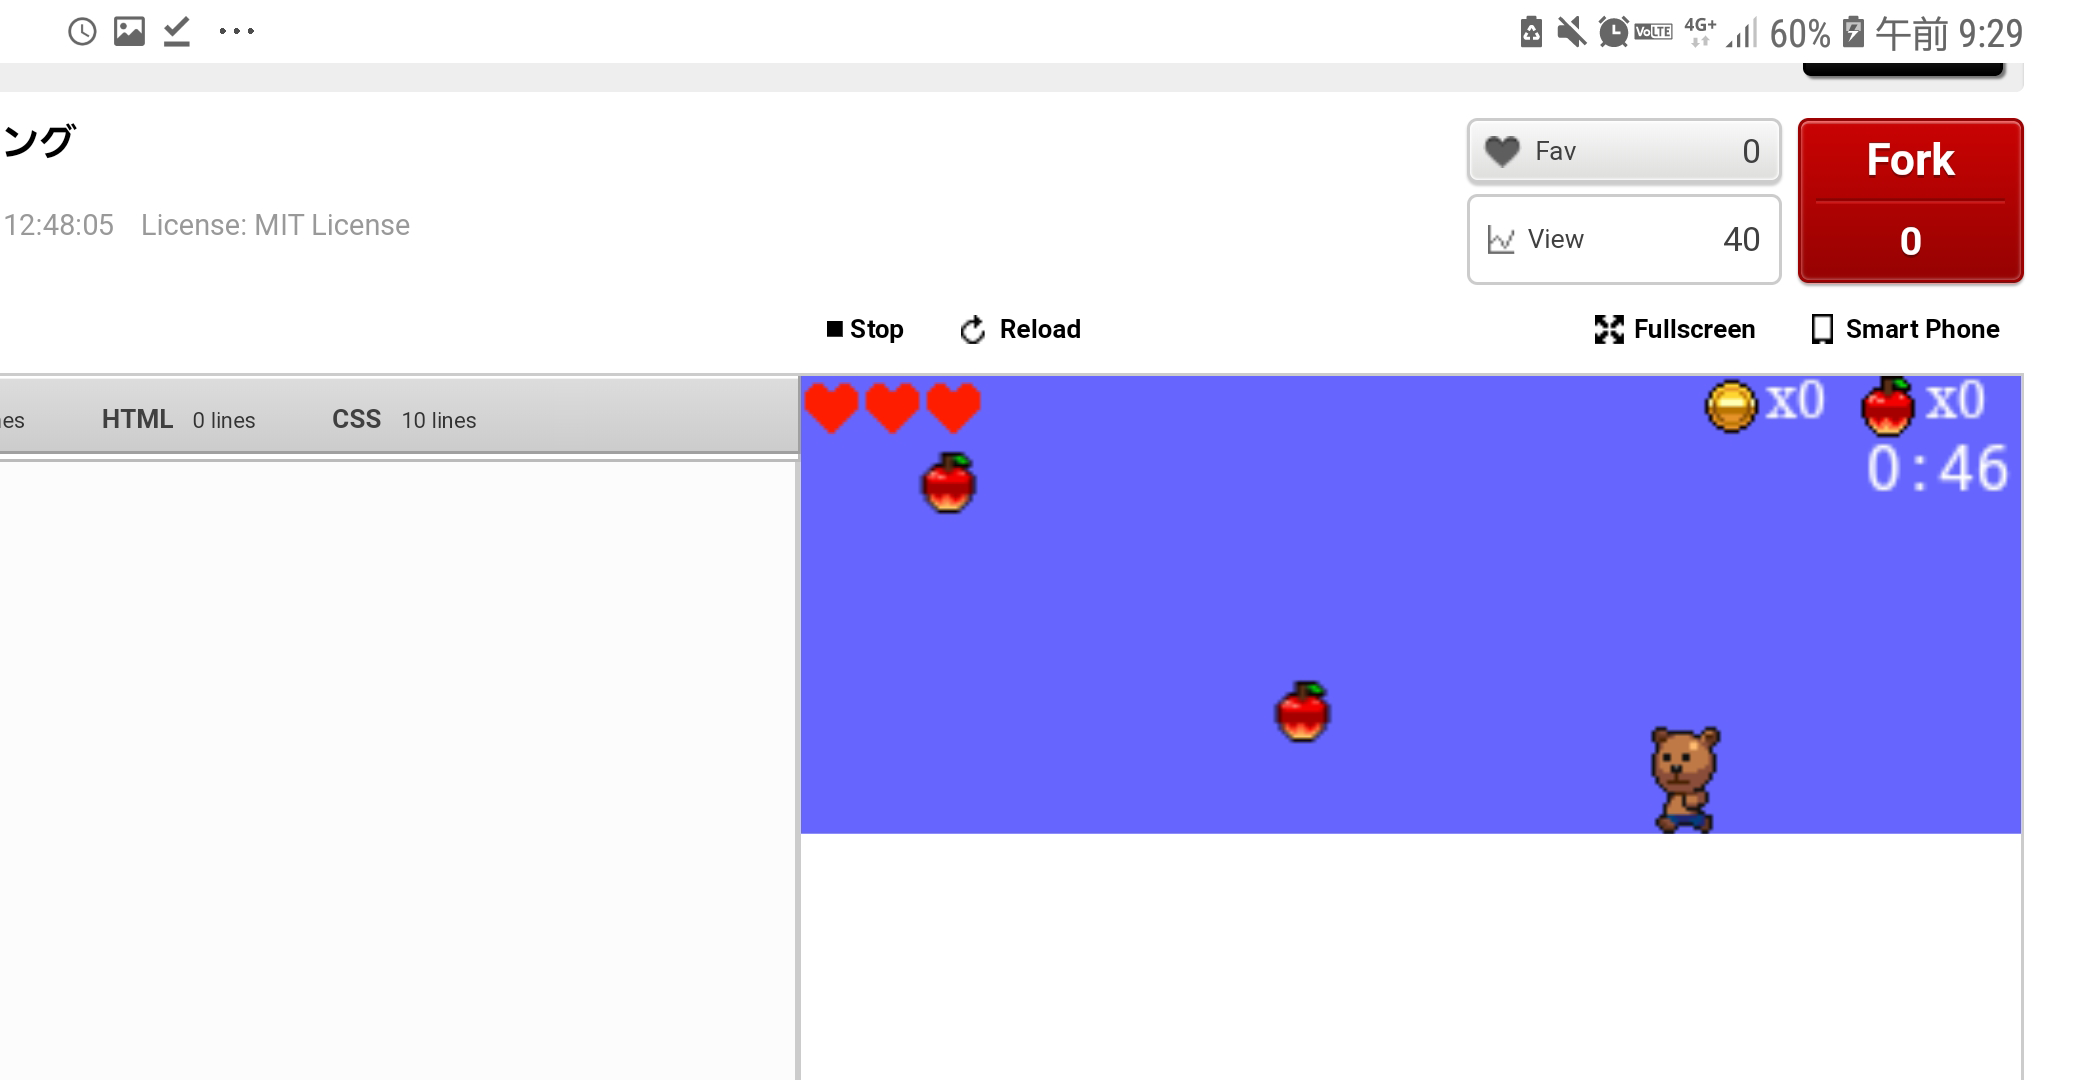 VoLTE 4G+ 60% 午前 9:29
ング
Fav 0
Fork
12:48:05 License: MIT License
View 40
0
Stop Reload Fullscreen Smart Phone
HTML 0 lines CSS 10 lines
x0 x0
0:46